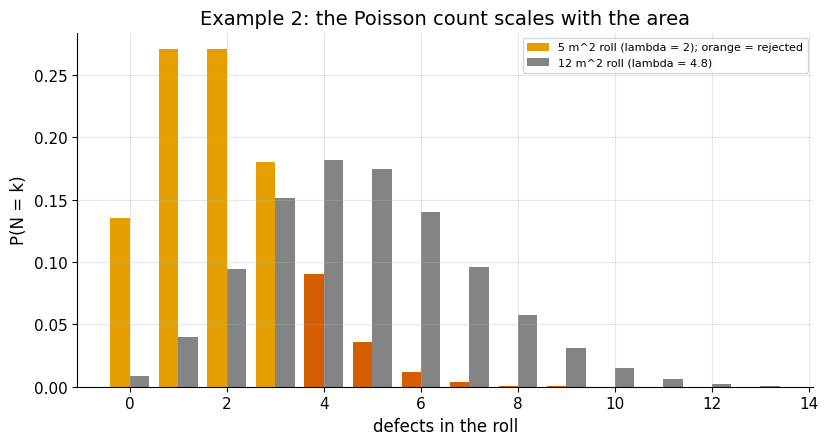 Example 2: the Poisson count scales with the area
5 m^2 roll (lambda = 2); orange = rejected
12 m^2 roll (lambda = 4.8)
P(N = k)
0.25
0.20
0.15
0.10
0.05
0.00
0 2 4 6 8 10 12 14
defects in the roll